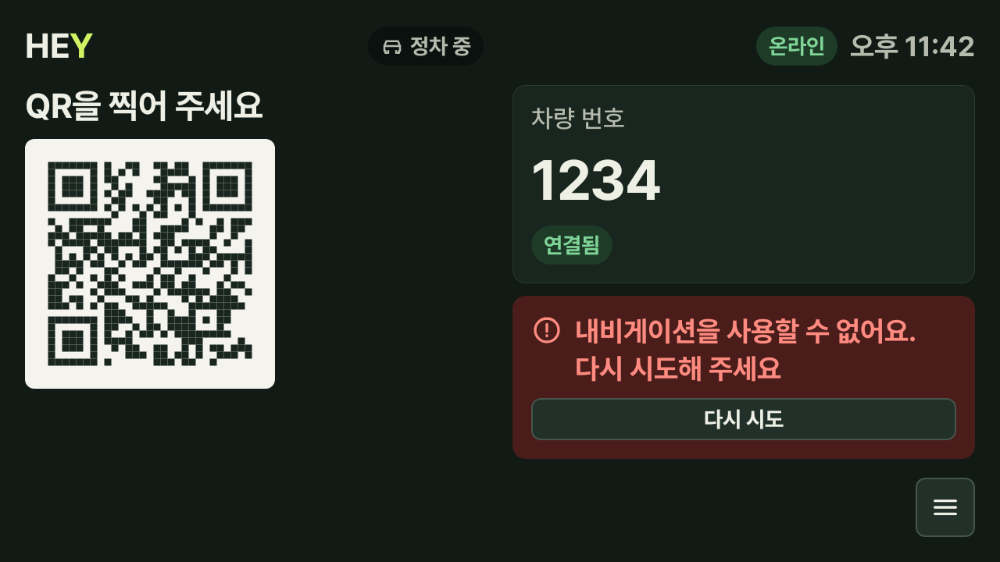 HEY
정차 중
온라인
오후 11:42
QR을 찍어 주세요
차량 번호
1234
연결됨
내비게이션을 사용할 수 없어요.
다시 시도해 주세요
다시 시도